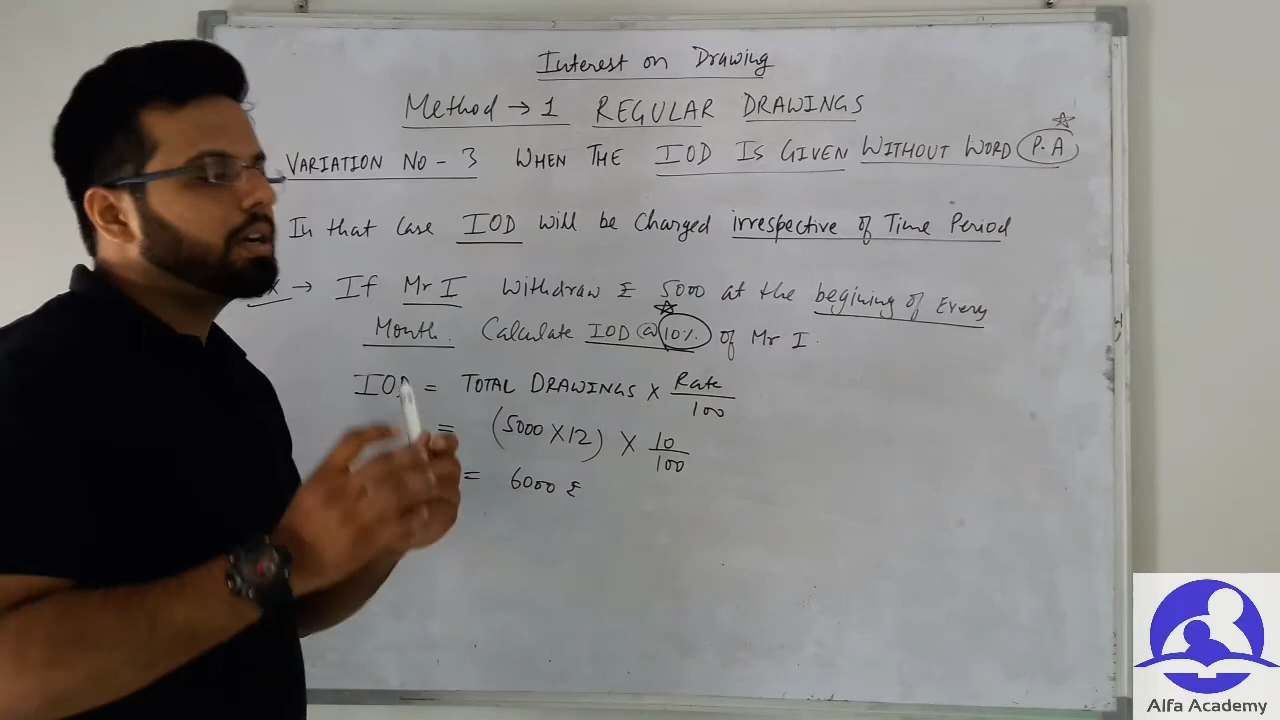 Interest on Drawing
Method → 1 REGULAR DRAWINGS
VARIATION NO - 3 WHEN THE IOD IS GIVEN WITHOUT WORD P.A
In that Case IOD will be Charged irrespective of Time Period
→ If Mr I Withdraw ₹ 5000 at the begining of Every
Month. Calculate IOD @ 10% of Mr I.
IOD = TOTAL DRAWINGS × Rate/100
= (5000 × 12) × 10/100
= 6000 ₹
Alfa Academy